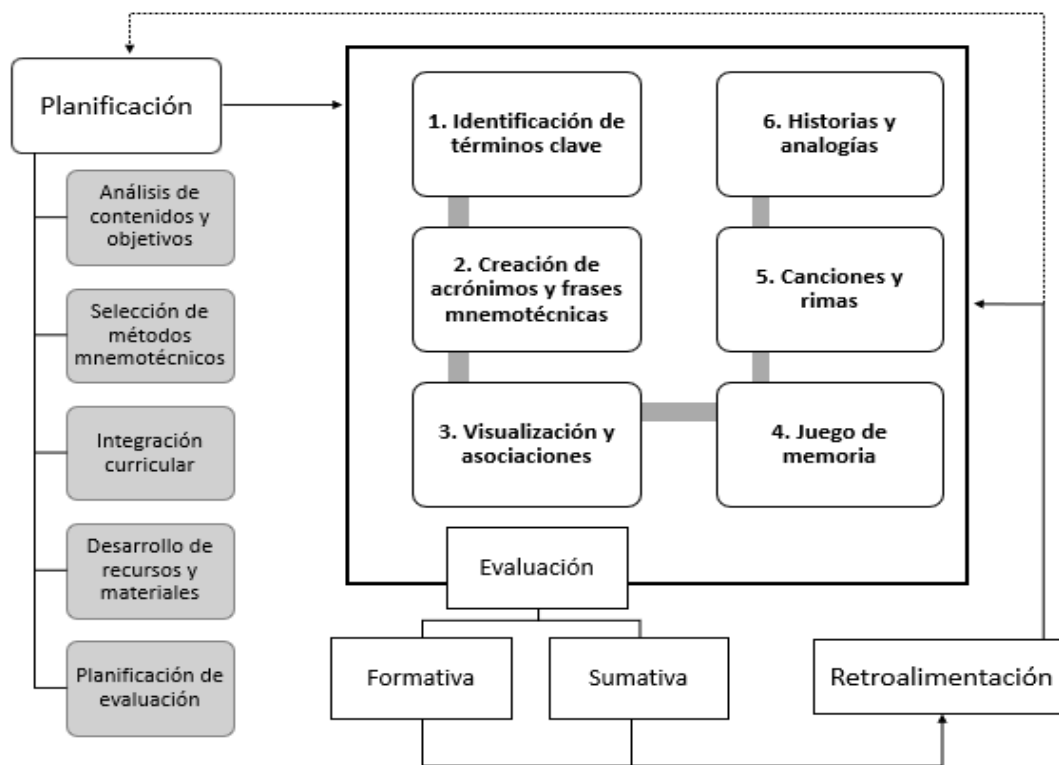 Planificación
Análisis de
contenidos y
objetivos
Selección de
métodos
mnemotécnicos
Integración
curricular
Desarrollo de
recursos y
materiales
Planificación de
evaluación
1. Identificación de
términos clave
2. Creación de
acrónimos y frases
mnemotécnicas
3. Visualización y
asociaciones
4. Juego de
memoria
5. Canciones y
rimas
6. Historias y
analogías
Evaluación
Formativa
Sumativa
Retroalimentación